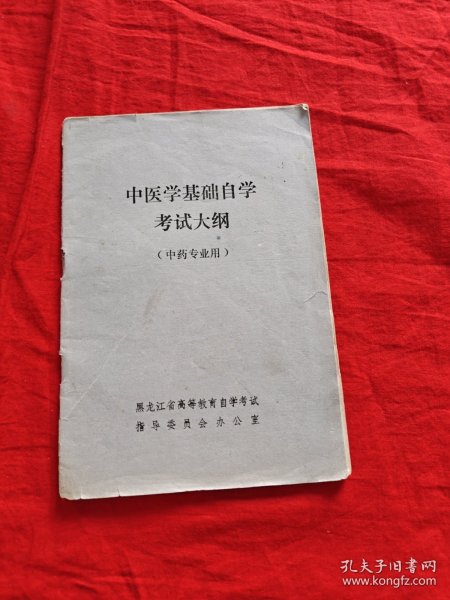 中医学基础自学
考试大纲
（中药专业用）
黑龙江省高等教育自学考试
指导委员会办公室
孔夫子旧书网
www.kongfz.com